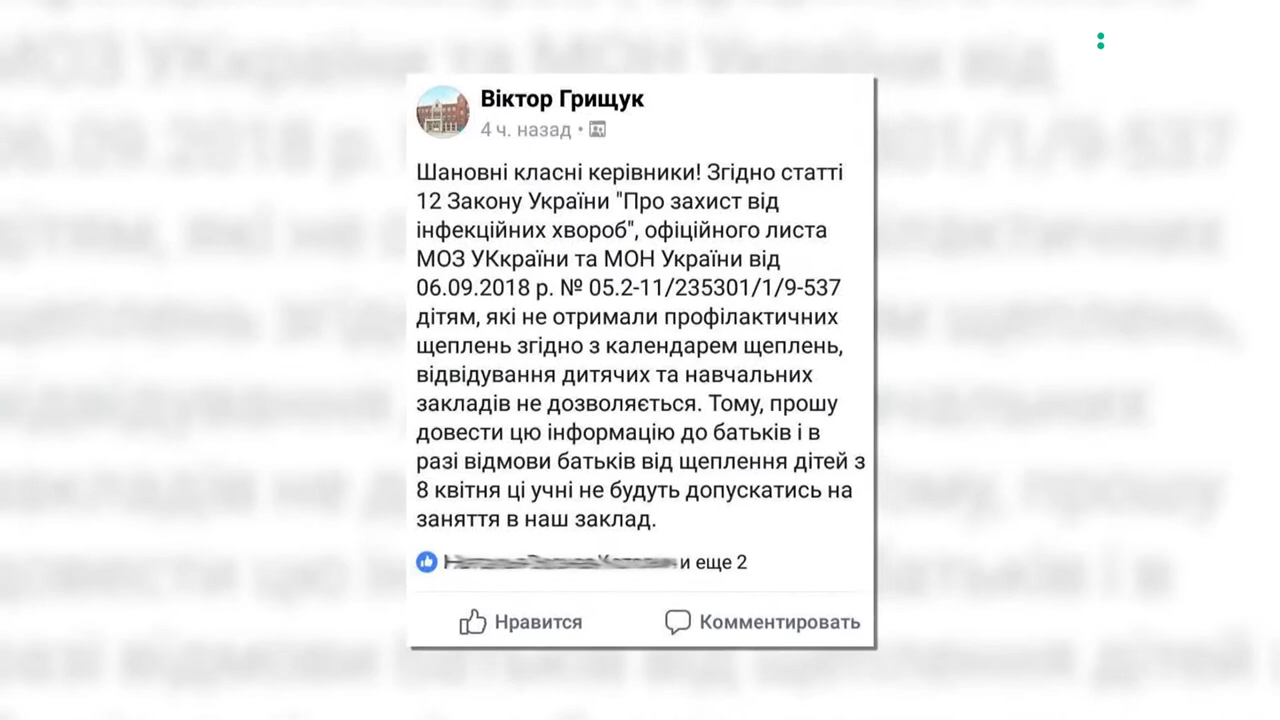 Віктор Грищук
4 ч. назад
Шановні класні керівники! Згідно статті
12 Закону України "Про захист від
інфекційних хвороб", офіційного листа
МОЗ УКкраїни та МОН України від
06.09.2018 р. № 05.2-11/235301/1/9-537
дітям, які не отримали профілактичних
щеплень згідно з календарем щеплень,
відвідування дитячих та навчальних
закладів не дозволяється. Тому, прошу
довести цю інформацію до батьків і в
разі відмови батьків від щеплення дітей з
8 квітня ці учні не будуть допускатись на
заняття в наш заклад.
и еще 2
Нравится
Комментировать